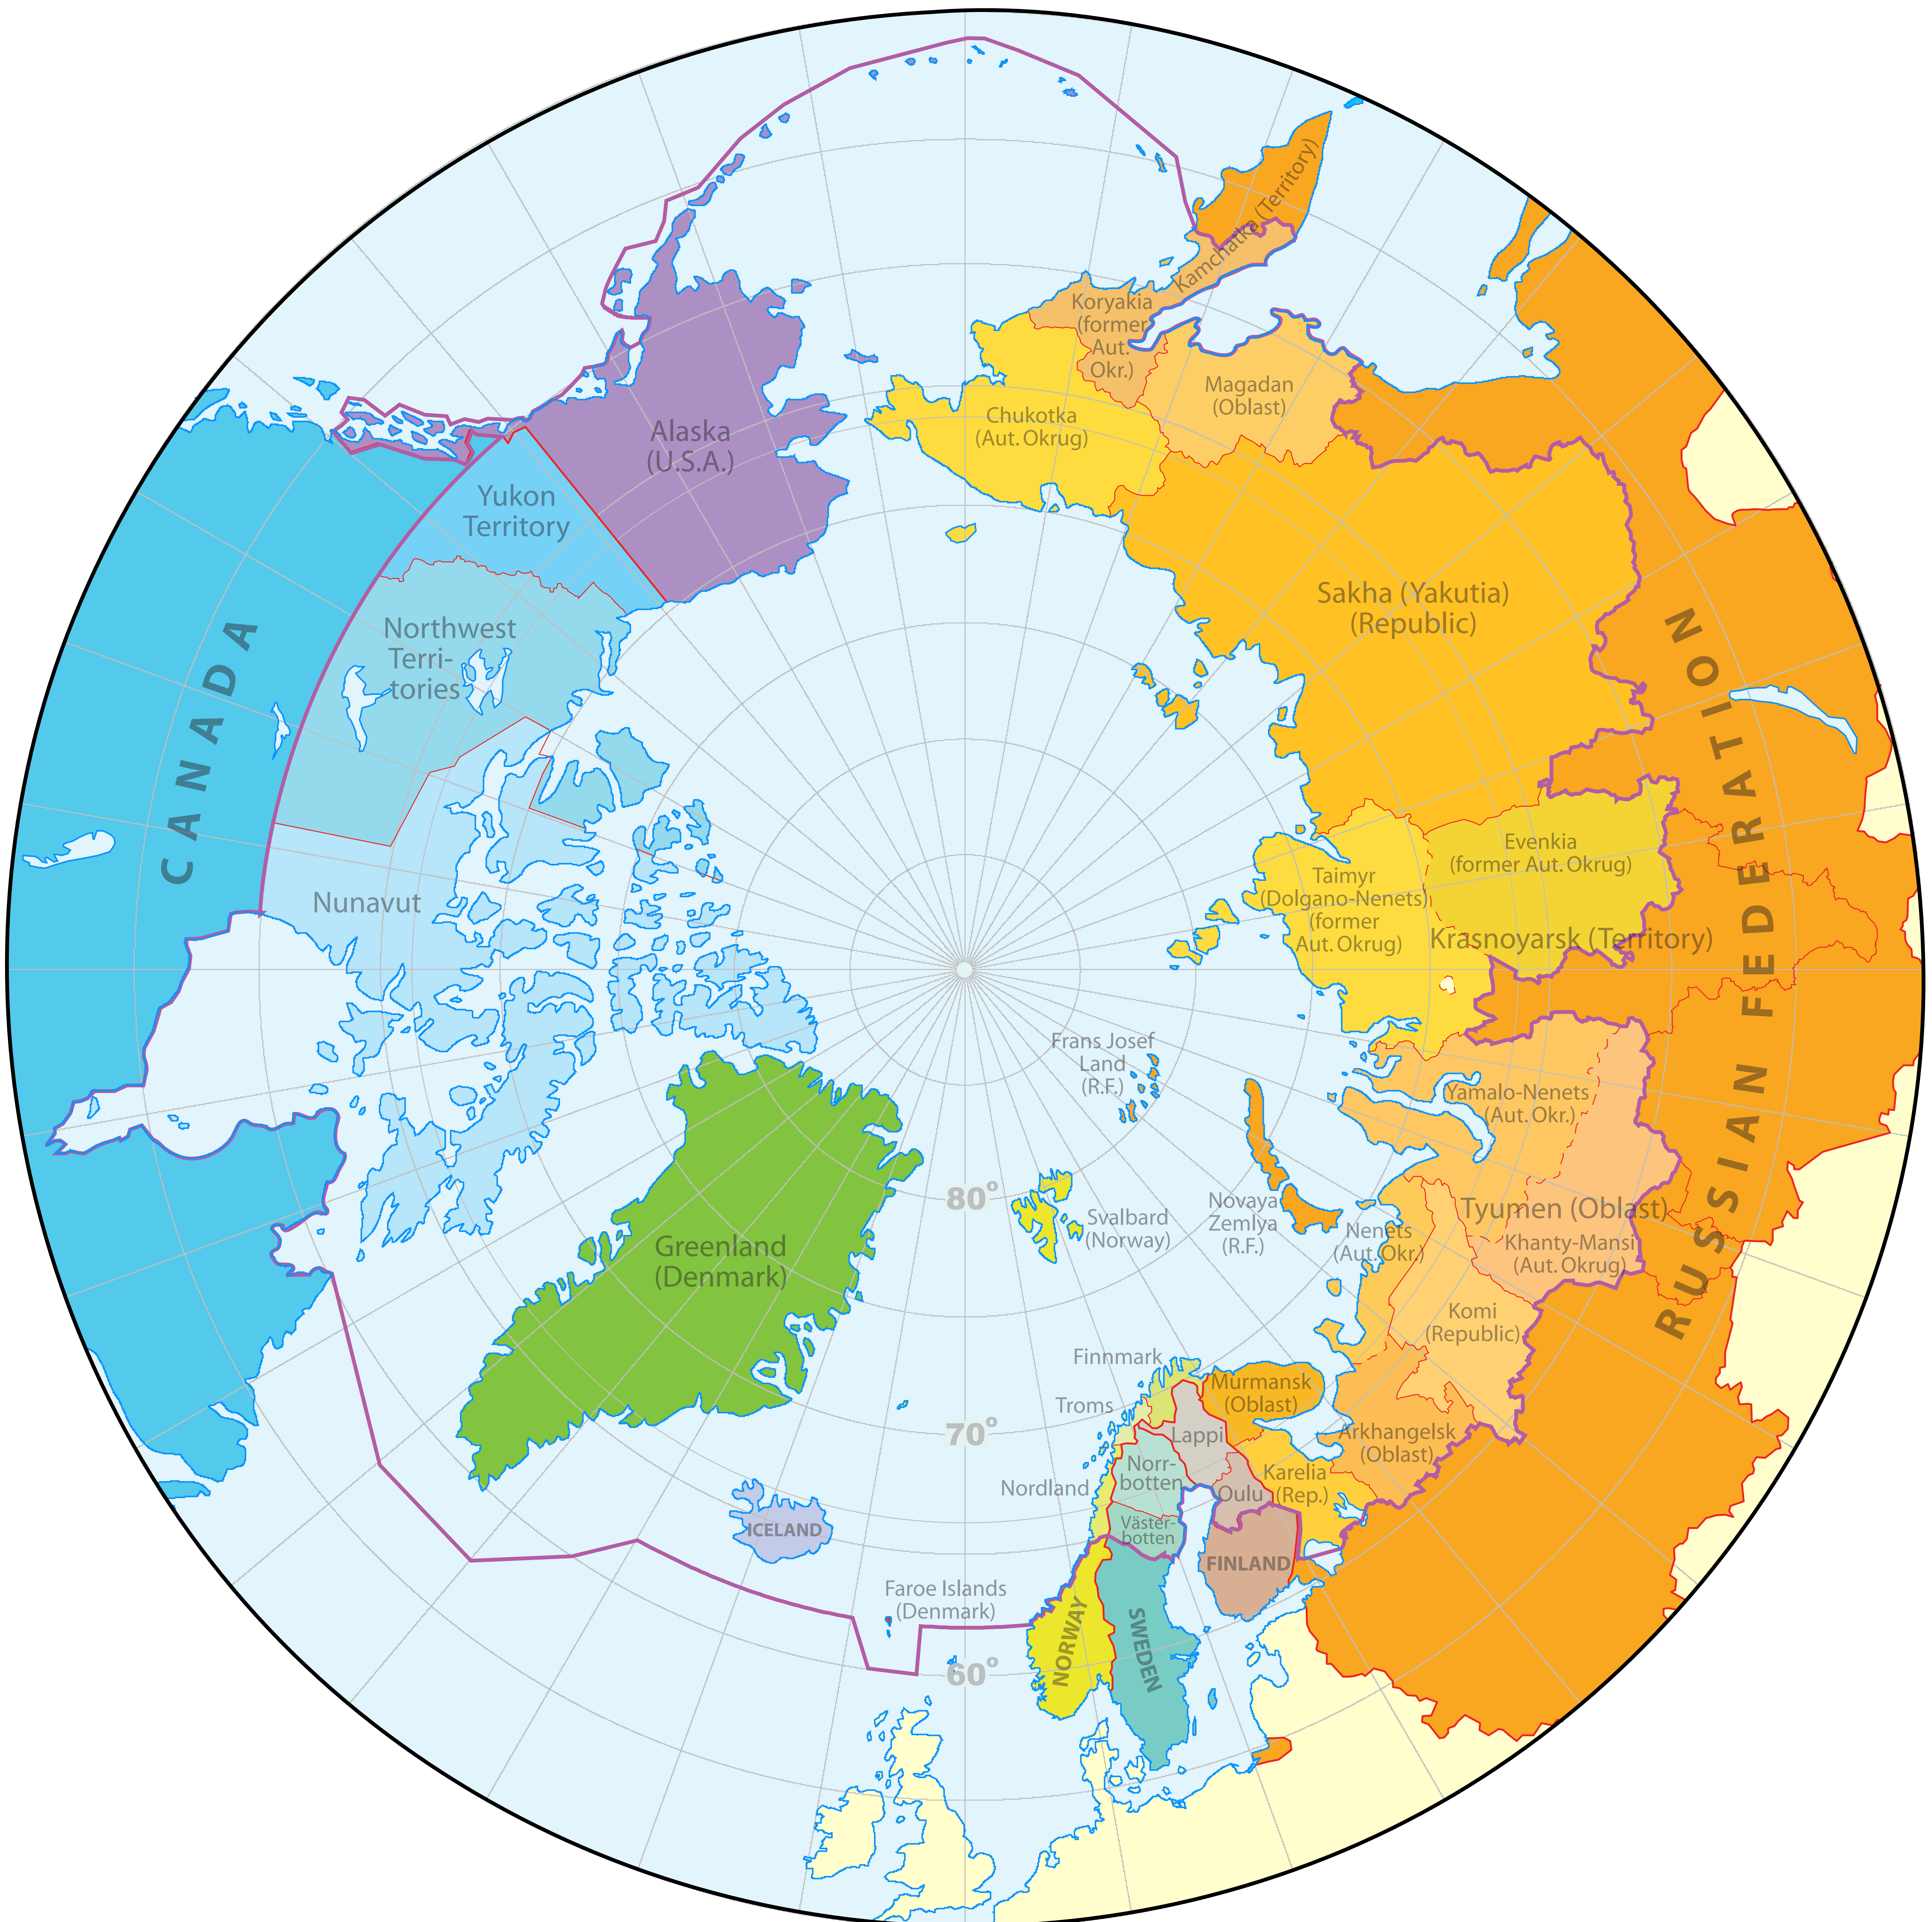 Kamchatka (Territory)
Koryakia
(former
Aut.
Okr.)
Magadan
(Oblast)
Chukotka
(Aut. Okrug)
Alaska
(U.S.A.)
Yukon
Territory
Northwest
Terri-
tories
CANADA
Nunavut
Sakha (Yakutia)
(Republic)
RUSSIAN FEDERATION
Evenkia
(former Aut. Okrug)
Taimyr
(Dolgano-Nenets)
(former
Aut. Okrug)
Krasnoyarsk (Territory)
Frans Josef
Land
(R.F.)
Yamalo-Nenets
(Aut. Okr.)
80°
Svalbard
(Norway)
Novaya
Zemlya
(R.F.)
Nenets
(Aut. Okr.)
Tyumen (Oblast)
Khanty-Mansi
(Aut. Okrug)
Greenland
(Denmark)
Komi
(Republic)
Finnmark
Murmansk
(Oblast)
Troms
70°
Lappi
Arkhangelsk
(Oblast)
Nordland
Norr-
botten
Oulu
Karelia
(Rep.)
ICELAND
Väster-
botten
FINLAND
Faroe Islands
(Denmark)
NORWAY
SWEDEN
60°